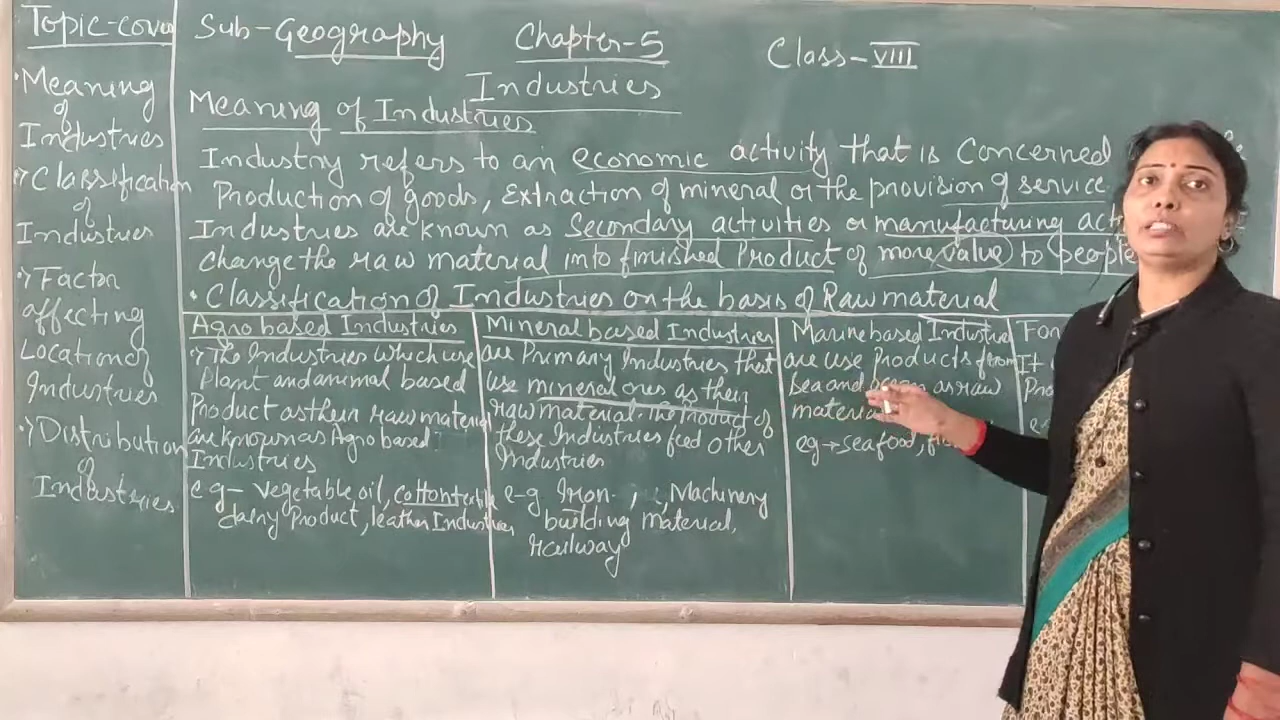 Topic-cover
Meaning
of
Industries
Classification
of
Industries
Factor
affecting
Location of
Industries
Distribution
of
Industries
Sub-Geography Chapter-5 Class-VIII
Industries
Meaning of Industries
Industry refers to an economic activity that is concerned
Production of goods, Extraction of mineral or the provision of service
Industries are known as Secondary activities or manufacturing act
change the raw material into finished Product of more value to people
• Classification of Industries on the basis of Raw material
Agro based Industries
The Industries which use
Plant and animal based
Product as their raw material
are known as Agro based
Industries
eg- vegetable oil, cotton textile
dairy Product, leather Industries
Mineral based Industries
are Primary Industries that
use mineral ores as their
raw material. The Product of
these Industries feed other
Industries
e-g Iron , , Machinery
building material,
railway
Marine based Industries
are use Products from
sea and ocean as raw
material
eg→ seafood,
For
It
Pro